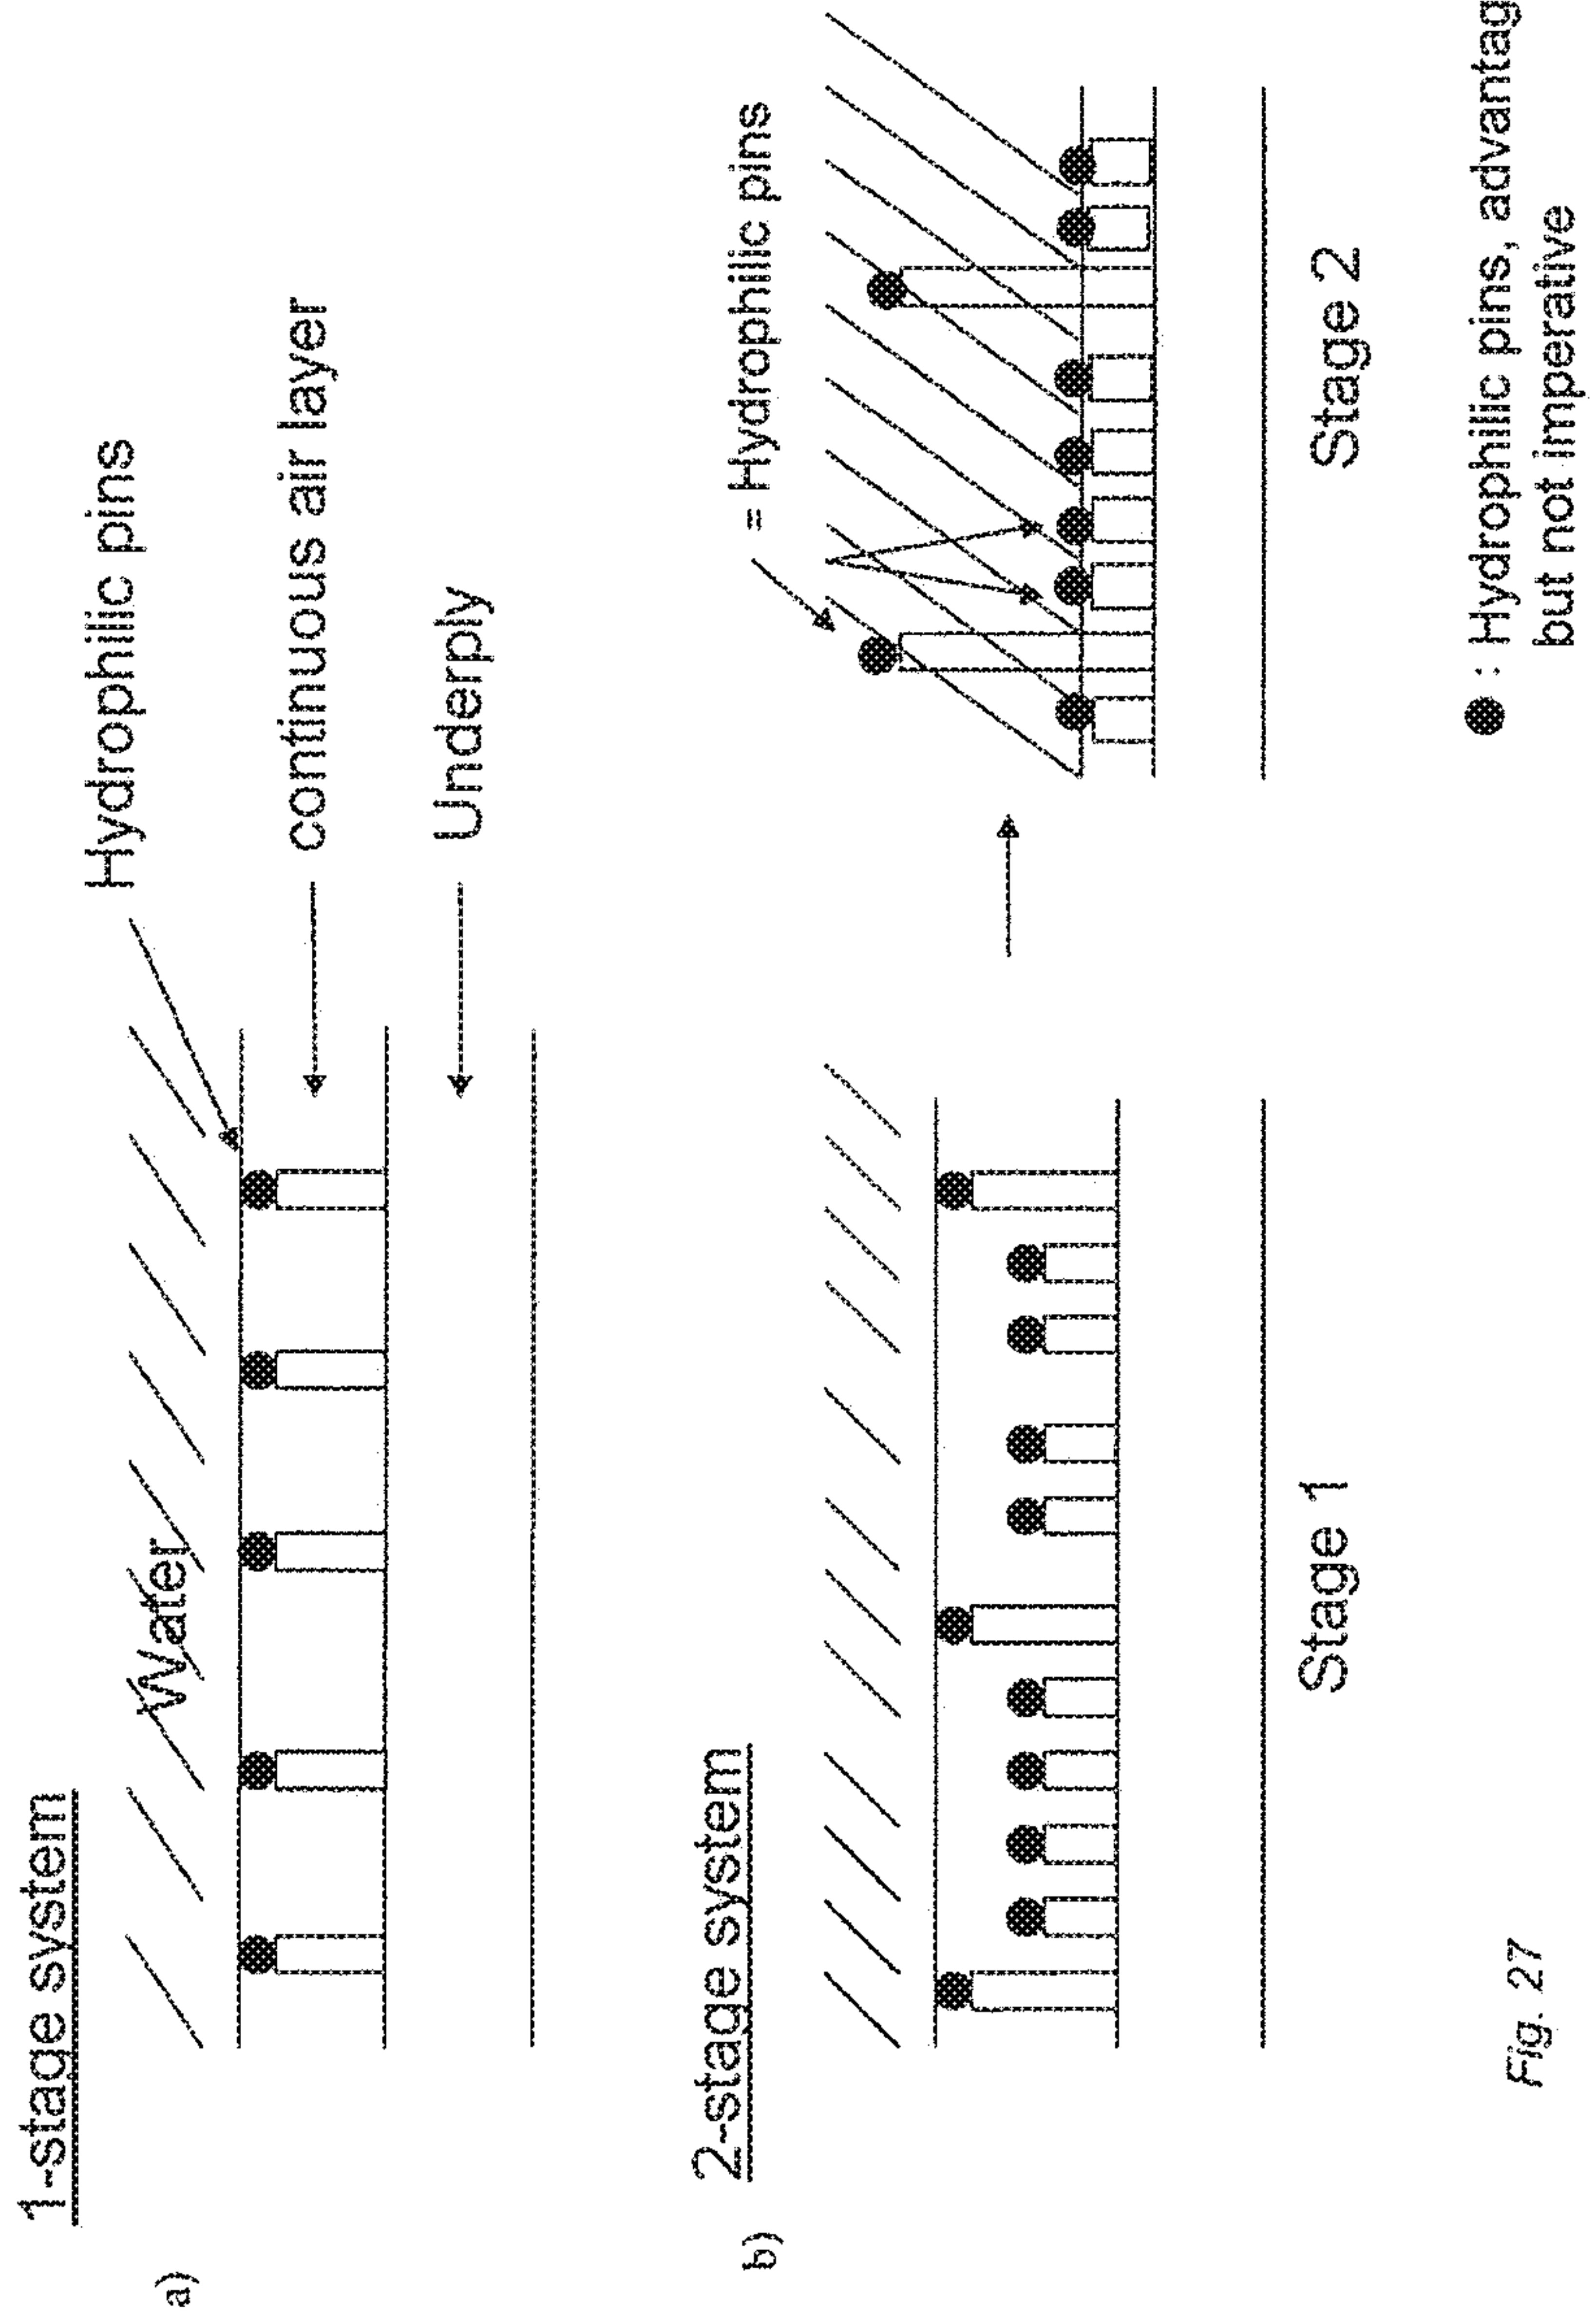 1-stage system
a)
Water
Hydrophilic pins
continuous air layer
Underply
2-stage system
b)
= Hydrophilic pins
Stage 1
Stage 2
: Hydrophilic pins, advantag
but not imperative
Fig. 27